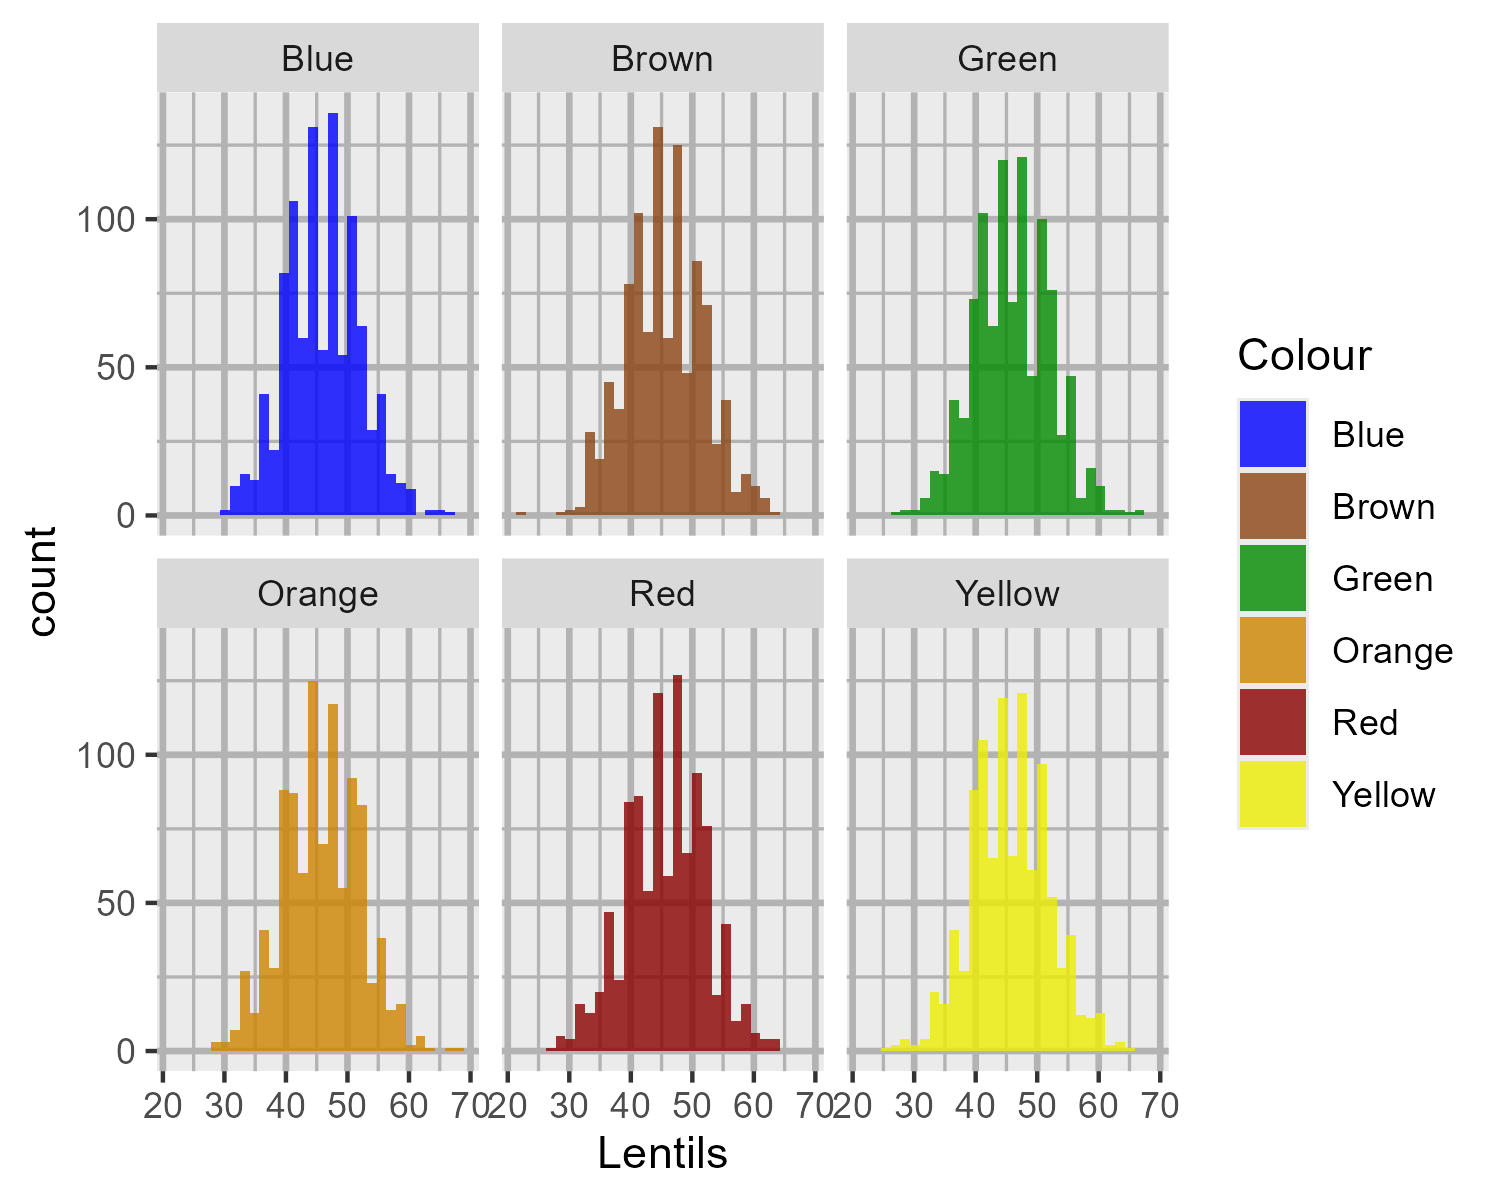 Blue Brown Green
100
50
0
Orange Red Yellow
100
50
0
20 30 40 50 60 70 20 30 40 50 60 70 20 30 40 50 60 70
Lentils
count
Colour
Blue
Brown
Green
Orange
Red
Yellow